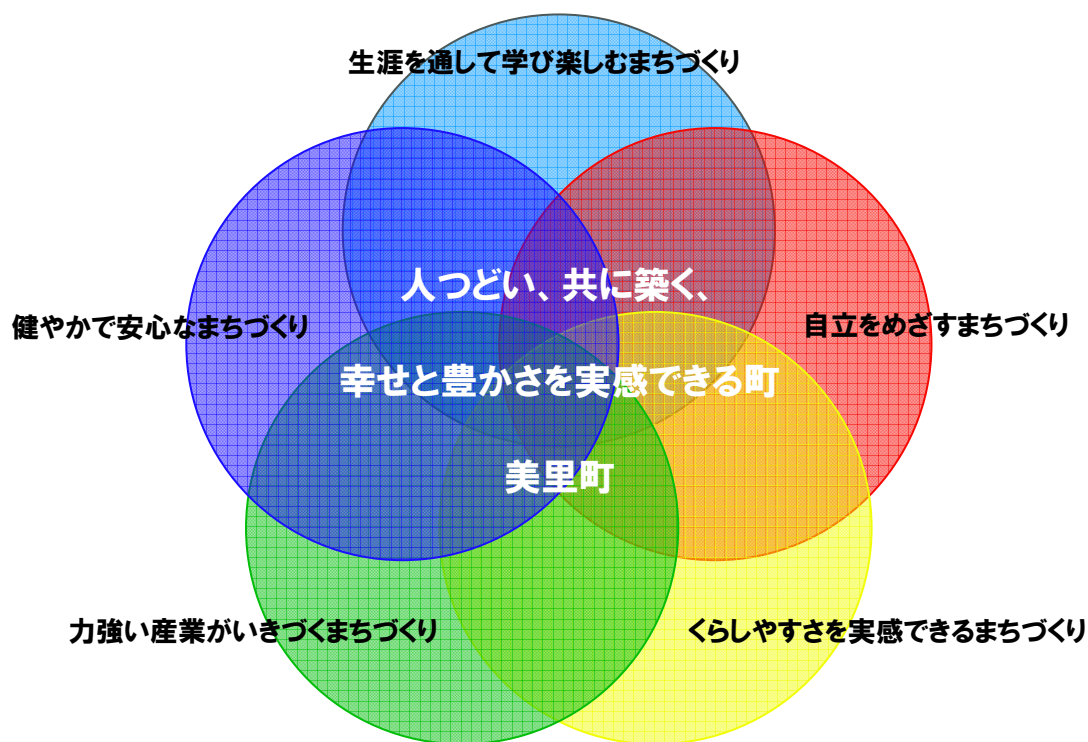 生涯を通して学び楽しむまちづくり
人つどい、共に築く、
健やかで安心なまちづくり
自立をめざすまちづくり
幸せと豊かさを実感できる町
美里町
力強い産業がいきづくまちづくり
くらしやすさを実感できるまちづくり